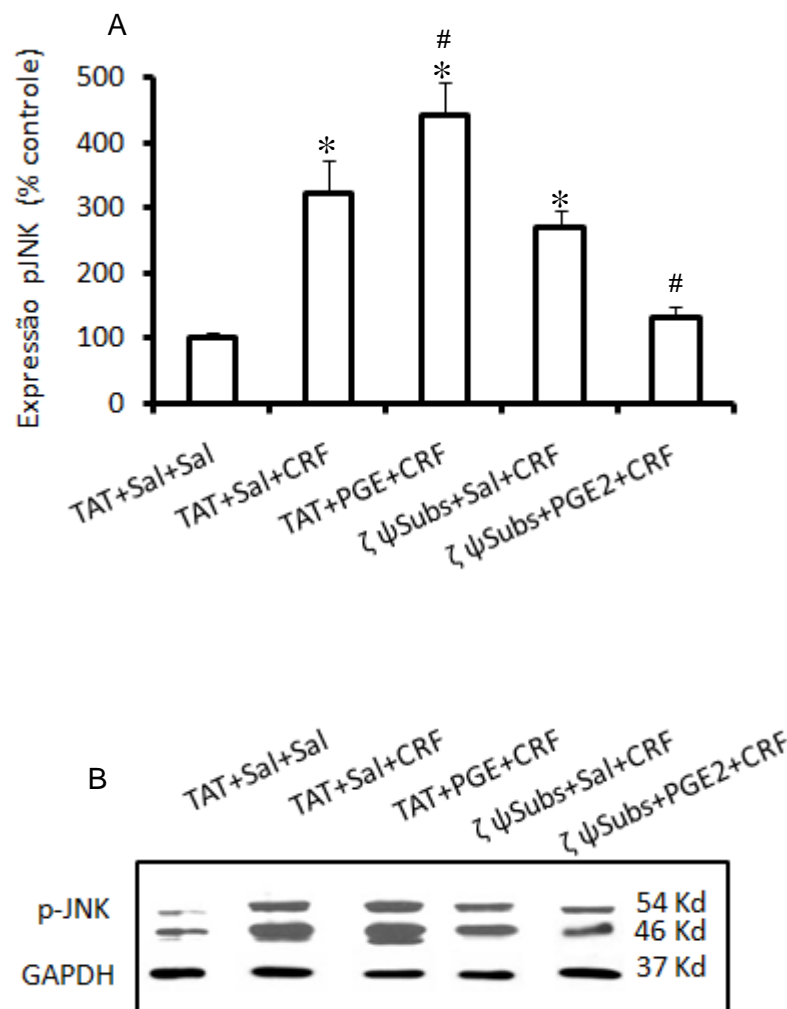 A
Expressão pJNK (% controle)
#
*
*
*
#
500
400
300
200
100
0
TAT+Sal+Sal
TAT+Sal+CRF
TAT+PGE+CRF
ζ ψSubs+Sal+CRF
ζ ψSubs+PGE2+CRF
B
TAT+Sal+Sal
TAT+Sal+CRF
TAT+PGE+CRF
ζ ψSubs+Sal+CRF
ζ ψSubs+PGE2+CRF
p-JNK
54 Kd
46 Kd
GAPDH
37 Kd